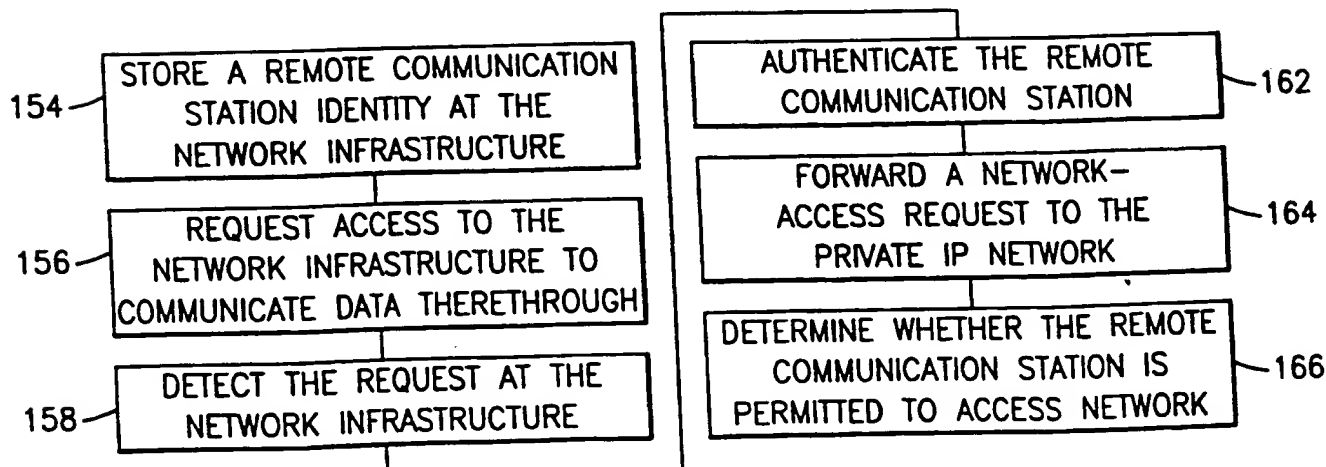 154
STORE A REMOTE COMMUNICATION
STATION IDENTITY AT THE
NETWORK INFRASTRUCTURE
156
REQUEST ACCESS TO THE
NETWORK INFRASTRUCTURE TO
COMMUNICATE DATA THERETHROUGH
158
DETECT THE REQUEST AT THE
NETWORK INFRASTRUCTURE
AUTHENTICATE THE REMOTE
COMMUNICATION STATION
162
FORWARD A NETWORK-
ACCESS REQUEST TO THE
PRIVATE IP NETWORK
164
DETERMINE WHETHER THE REMOTE
COMMUNICATION STATION IS
PERMITTED TO ACCESS NETWORK
166